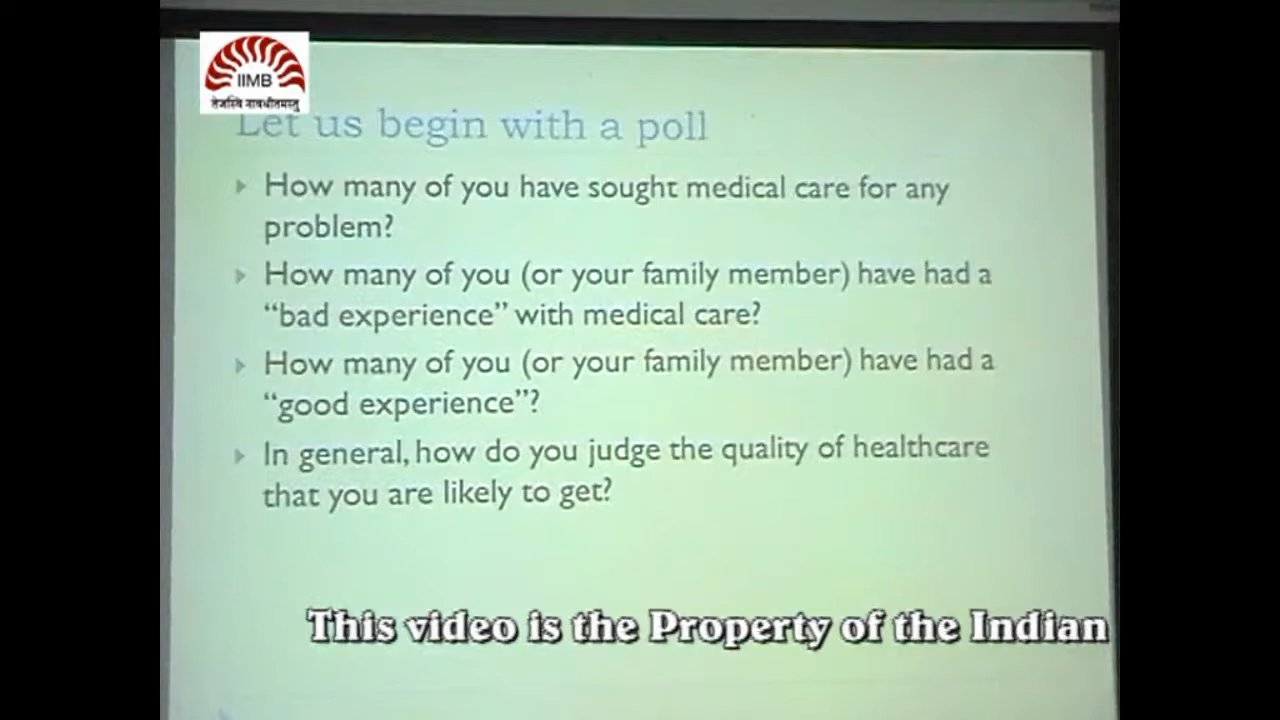 IIMB
तेजस्वि नावधीतमस्तु
Let us begin with a poll
How many of you have sought medical care for any
problem?
How many of you (or your family member) have had a
“bad experience” with medical care?
How many of you (or your family member) have had a
“good experience”?
In general, how do you judge the quality of healthcare
that you are likely to get?
This video is the Property of the Indian